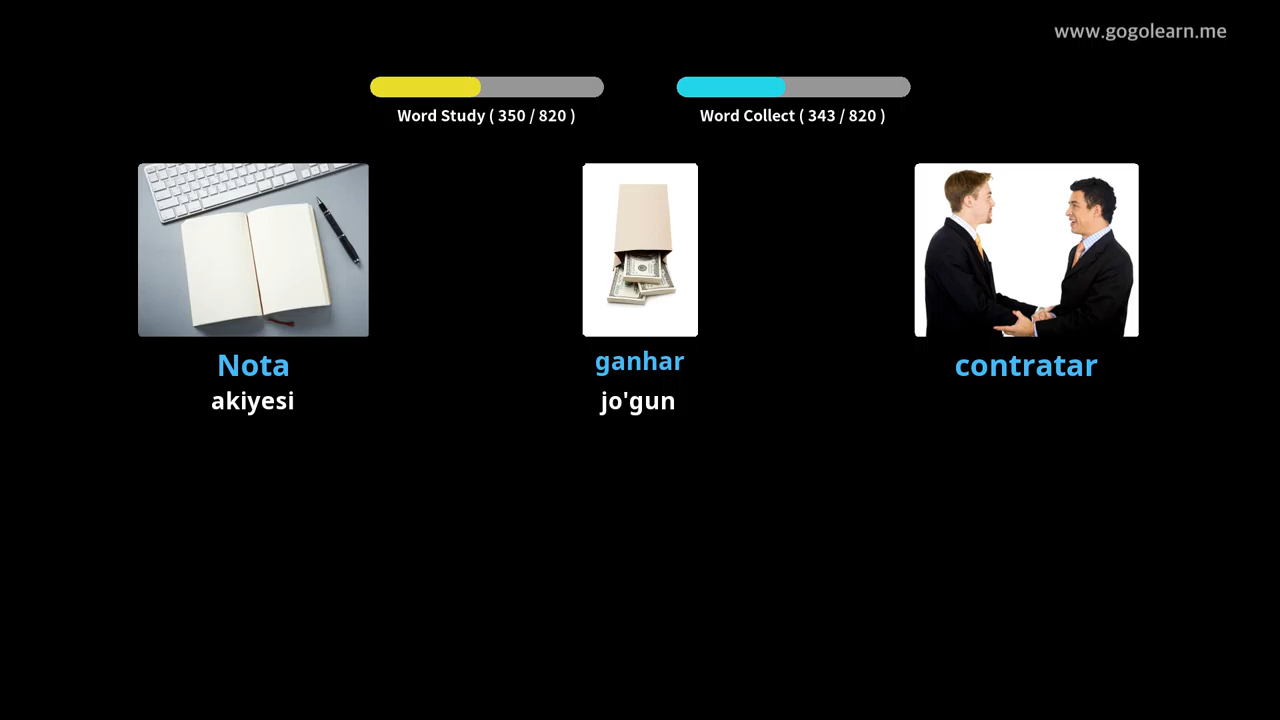 www.gogolearn.me
Word Study ( 350 / 820 )
Word Collect ( 343 / 820 )
Nota
akiyesi
ganhar
jo'gun
contratar